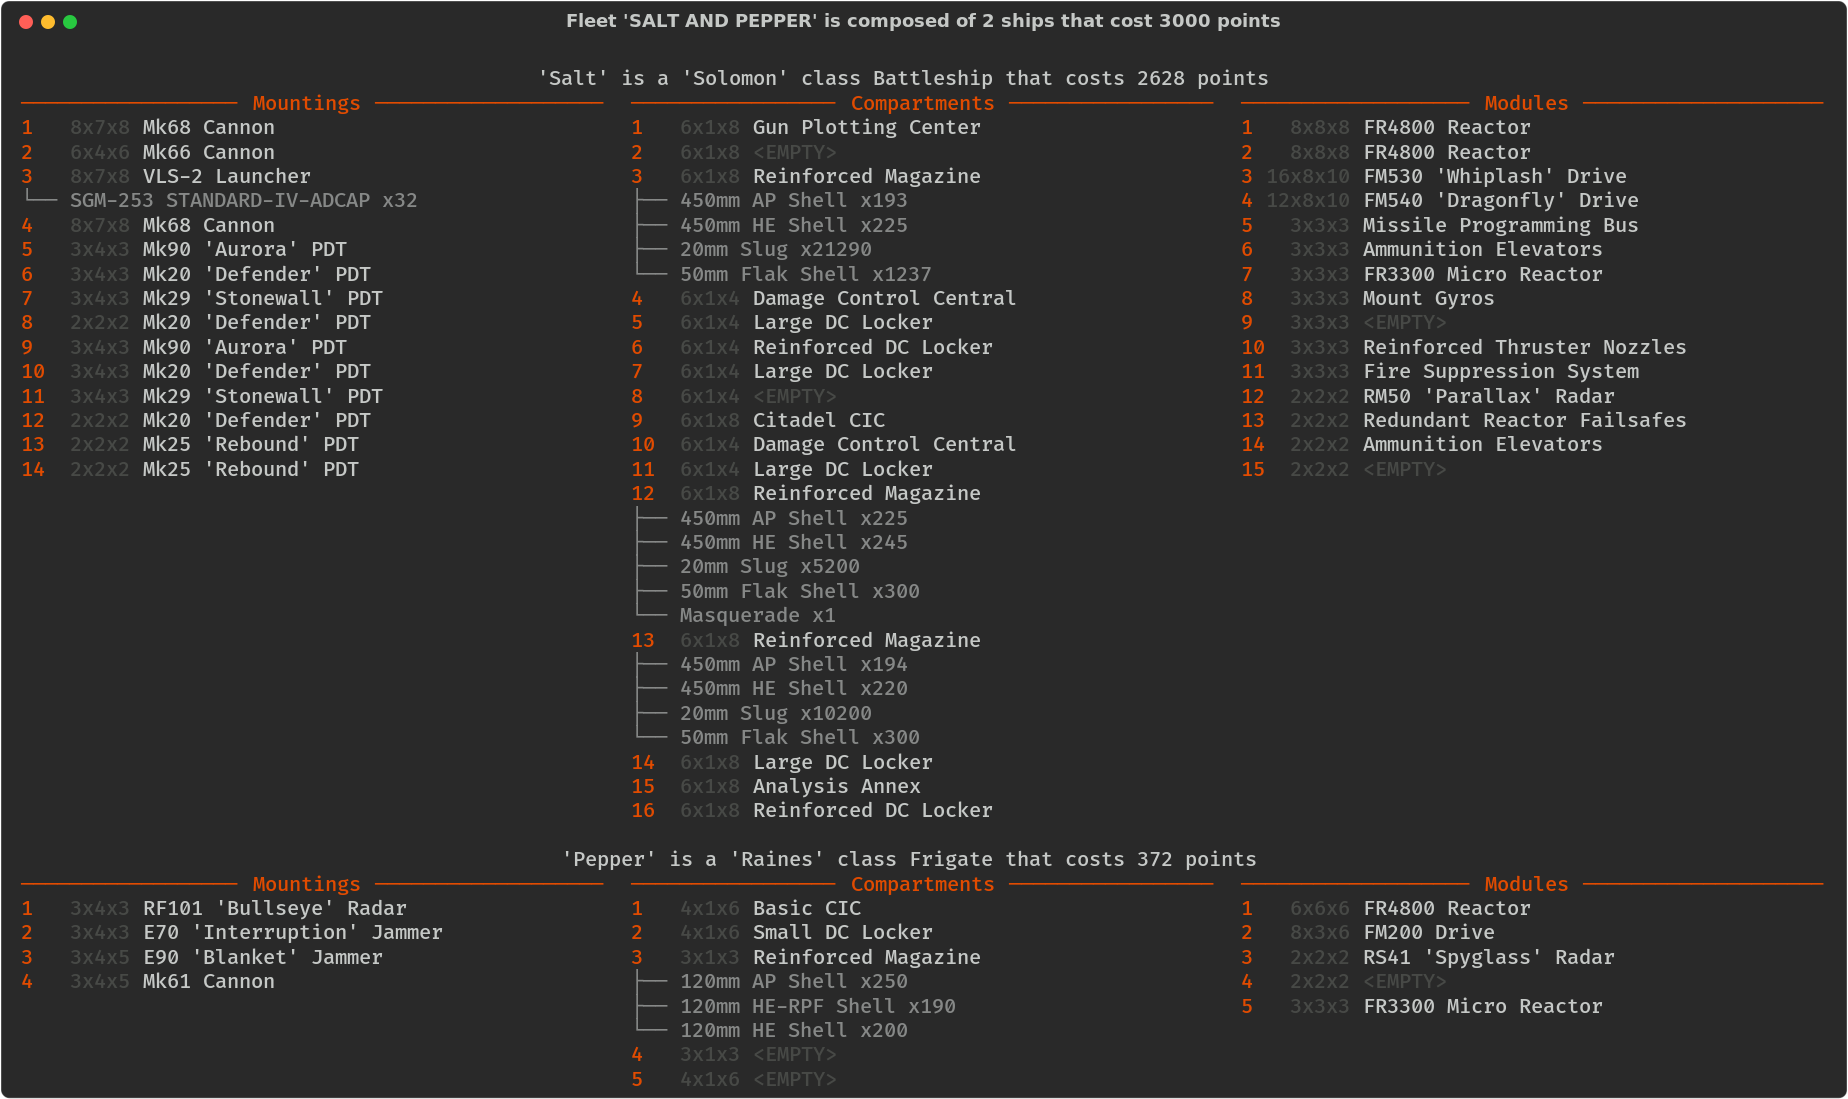 Fleet 'SALT AND PEPPER' is composed of 2 ships that cost 3000 points
'Salt' is a 'Solomon' class Battleship that costs 2628 points
Mountings
1 8x7x8 Mk68 Cannon
2 6x4x6 Mk66 Cannon
3 8x7x8 VLS-2 Launcher
SGM-253 STANDARD-IV-ADCAP x32
4 8x7x8 Mk68 Cannon
5 3x4x3 Mk90 'Aurora' PDT
6 3x4x3 Mk20 'Defender' PDT
7 3x4x3 Mk29 'Stonewall' PDT
8 2x2x2 Mk20 'Defender' PDT
9 3x4x3 Mk90 'Aurora' PDT
10 3x4x3 Mk20 'Defender' PDT
11 3x4x3 Mk29 'Stonewall' PDT
12 2x2x2 Mk20 'Defender' PDT
13 2x2x2 Mk25 'Rebound' PDT
14 2x2x2 Mk25 'Rebound' PDT
Compartments
1 6x1x8 Gun Plotting Center
2 6x1x8 <EMPTY>
3 6x1x8 Reinforced Magazine
450mm AP Shell x193
450mm HE Shell x225
20mm Slug x21290
50mm Flak Shell x1237
4 6x1x4 Damage Control Central
5 6x1x4 Large DC Locker
6 6x1x4 Reinforced DC Locker
7 6x1x4 Large DC Locker
8 6x1x4 <EMPTY>
9 6x1x8 Citadel CIC
10 6x1x4 Damage Control Central
11 6x1x4 Large DC Locker
12 6x1x8 Reinforced Magazine
450mm AP Shell x225
450mm HE Shell x245
20mm Slug x5200
50mm Flak Shell x300
Masquerade x1
13 6x1x8 Reinforced Magazine
450mm AP Shell x194
450mm HE Shell x220
20mm Slug x10200
50mm Flak Shell x300
14 6x1x8 Large DC Locker
15 6x1x8 Analysis Annex
16 6x1x8 Reinforced DC Locker
Modules
1 8x8x8 FR4800 Reactor
2 8x8x8 FR4800 Reactor
3 16x8x10 FM530 'Whiplash' Drive
4 12x8x10 FM540 'Dragonfly' Drive
5 3x3x3 Missile Programming Bus
6 3x3x3 Ammunition Elevators
7 3x3x3 FR3300 Micro Reactor
8 3x3x3 Mount Gyros
9 3x3x3 <EMPTY>
10 3x3x3 Reinforced Thruster Nozzles
11 3x3x3 Fire Suppression System
12 2x2x2 RM50 'Parallax' Radar
13 2x2x2 Redundant Reactor Failsafes
14 2x2x2 Ammunition Elevators
15 2x2x2 <EMPTY>
'Pepper' is a 'Raines' class Frigate that costs 372 points
Mountings
1 3x4x3 RF101 'Bullseye' Radar
2 3x4x3 E70 'Interruption' Jammer
3 3x4x5 E90 'Blanket' Jammer
4 3x4x5 Mk61 Cannon
Compartments
1 4x1x6 Basic CIC
2 4x1x6 Small DC Locker
3 3x1x3 Reinforced Magazine
120mm AP Shell x250
120mm HE-RPF Shell x190
120mm HE Shell x200
4 3x1x3 <EMPTY>
5 4x1x6 <EMPTY>
Modules
1 6x6x6 FR4800 Reactor
2 8x3x6 FM200 Drive
3 2x2x2 RS41 'Spyglass' Radar
4 2x2x2 <EMPTY>
5 3x3x3 FR3300 Micro Reactor